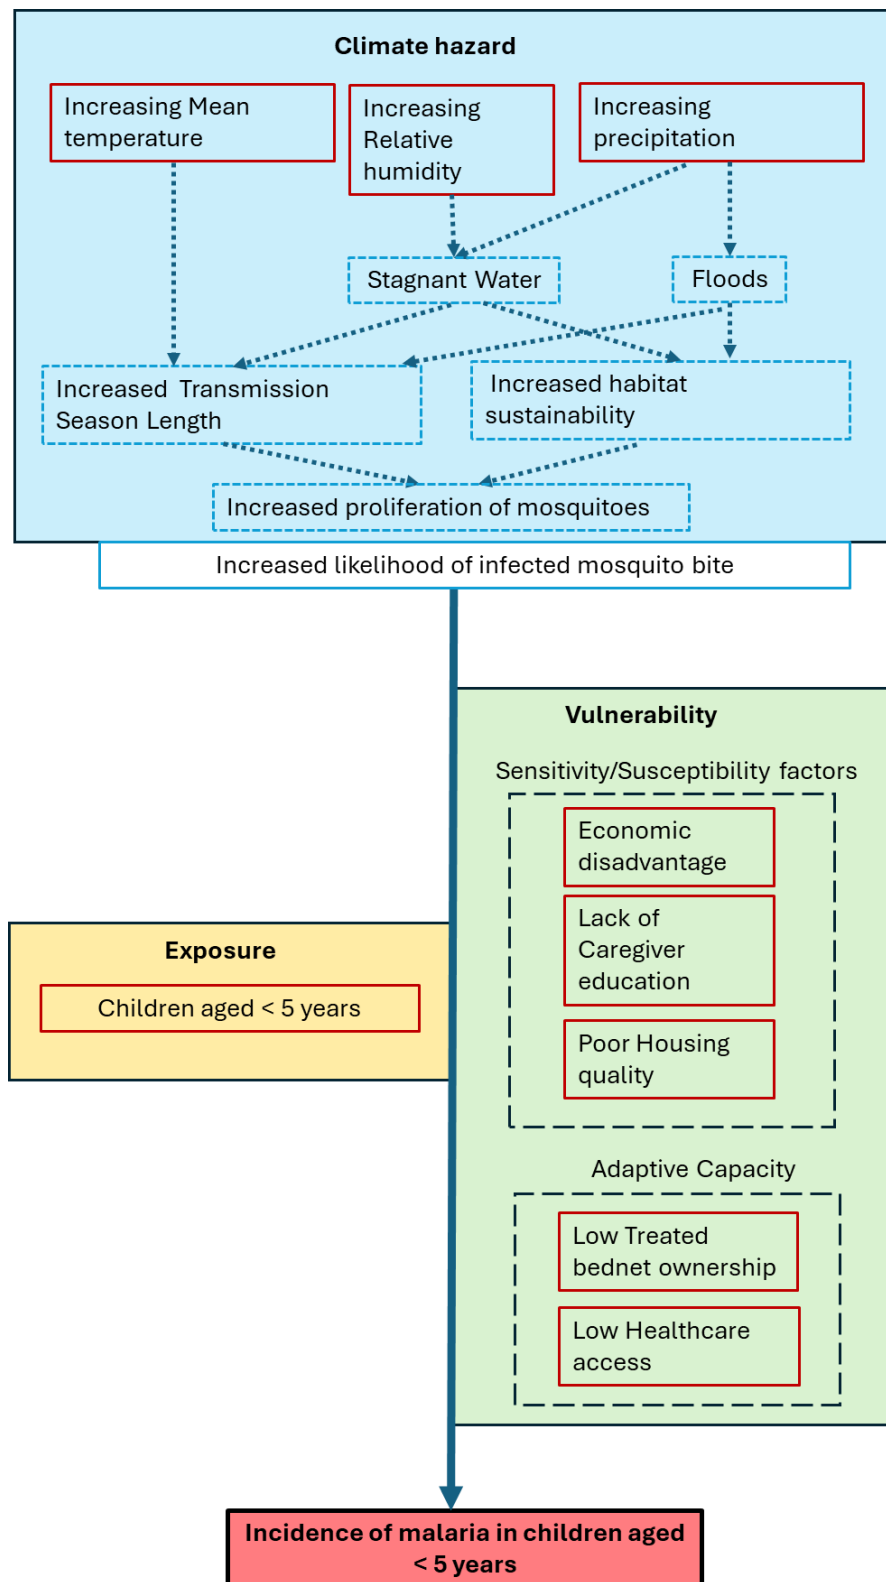 Climate hazard
Increasing Mean
temperature
Increasing
Relative
humidity
Increasing
precipitation
Stagnant Water
Floods
Increased Transmission
Season Length
Increased habitat
sustainability
Increased proliferation of mosquitoes
Increased likelihood of infected mosquito bite
Vulnerability
Sensitivity/Susceptibility factors
Economic
disadvantage
Lack of
Caregiver
education
Poor Housing
quality
Exposure
Children aged < 5 years
Adaptive Capacity
Low Treated
bednet ownership
Low Healthcare
access
Incidence of malaria in children aged
< 5 years